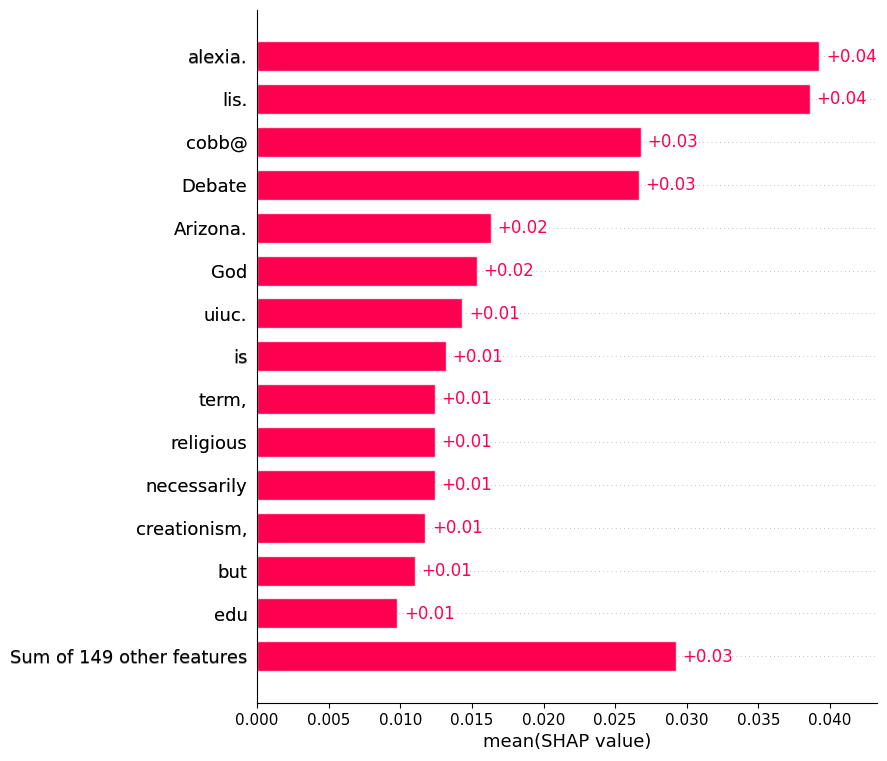 alexia. +0.04
lis. +0.04
cobb@ +0.03
Debate +0.03
Arizona. +0.02
God +0.02
uiuc. +0.01
is +0.01
term, +0.01
religious +0.01
necessarily +0.01
creationism, +0.01
but +0.01
edu +0.01
Sum of 149 other features +0.03
0.000 0.005 0.010 0.015 0.020 0.025 0.030 0.035 0.040
mean(SHAP value)